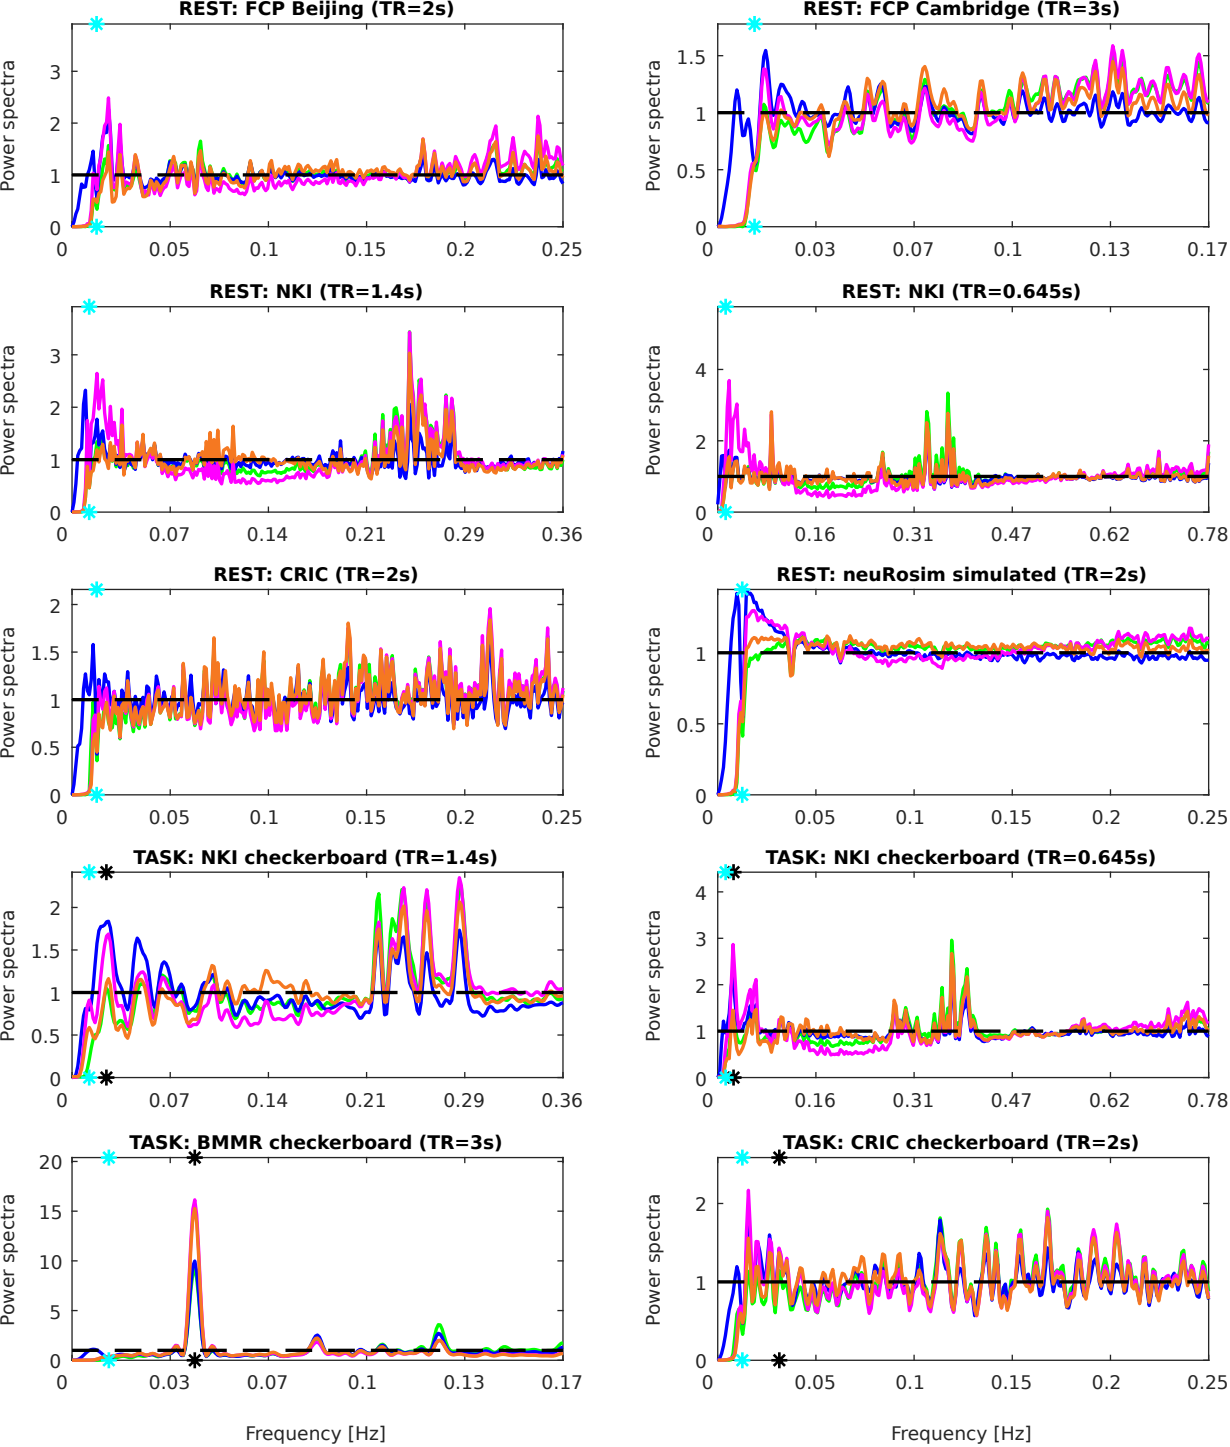 REST: FCP Beijing (TR=2s)
Power spectra
3
2
1
0
0 0.05 0.1 0.15 0.2 0.25
REST: FCP Cambridge (TR=3s)
Power spectra
1.5
1
0.5
0
0 0.03 0.07 0.1 0.13 0.17
REST: NKI (TR=1.4s)
Power spectra
3
2
1
0
0 0.07 0.14 0.21 0.29 0.36
REST: NKI (TR=0.645s)
Power spectra
4
2
1
0
0 0.16 0.31 0.47 0.62 0.78
REST: CRIC (TR=2s)
Power spectra
2
1.5
1
0.5
0
0 0.05 0.1 0.15 0.2 0.25
REST: neuRosim simulated (TR=2s)
Power spectra
1
0.5
0
0 0.05 0.1 0.15 0.2 0.25
TASK: NKI checkerboard (TR=1.4s)
Power spectra
2
1.5
1
0.5
0
0 0.07 0.14 0.21 0.29 0.36
TASK: NKI checkerboard (TR=0.645s)
Power spectra
4
3
2
1
0
0 0.16 0.31 0.47 0.62 0.78
TASK: BMMR checkerboard (TR=3s)
Power spectra
20
15
10
5
0
0 0.03 0.07 0.1 0.13 0.17
Frequency [Hz]
TASK: CRIC checkerboard (TR=2s)
Power spectra
2
1
0
0 0.05 0.1 0.15 0.2 0.25
Frequency [Hz]